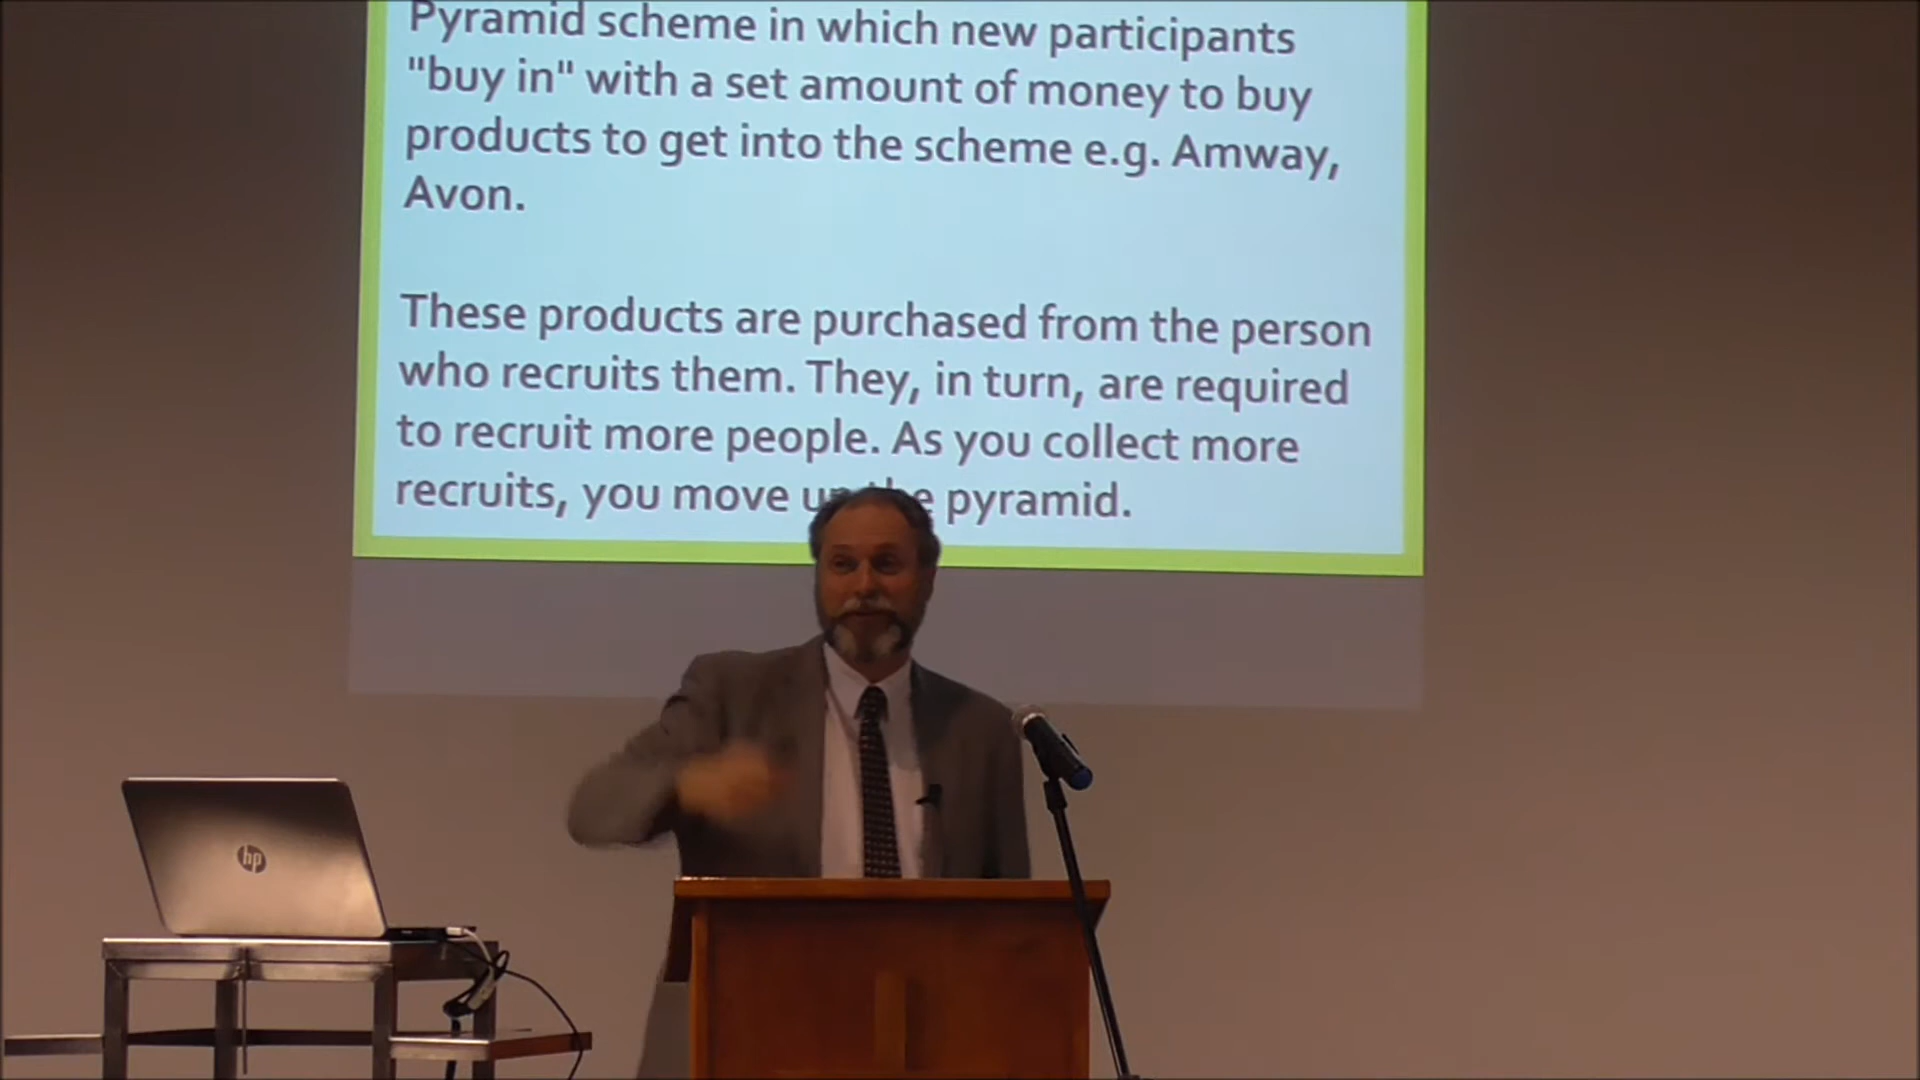 Pyramid scheme in which new participants
"buy in" with a set amount of money to buy
products to get into the scheme e.g. Amway,
Avon.
These products are purchased from the person
who recruits them. They, in turn, are required
to recruit more people. As you collect more
recruits, you move pyramid.
hp